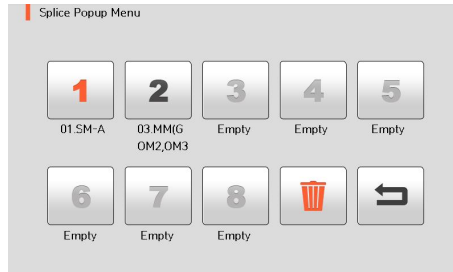 Splice Popup Menu
1 2 3 4 5
01.SM-A 03.MM(G Empty Empty Empty
OM2,OM3
6 7 8
Empty Empty Empty